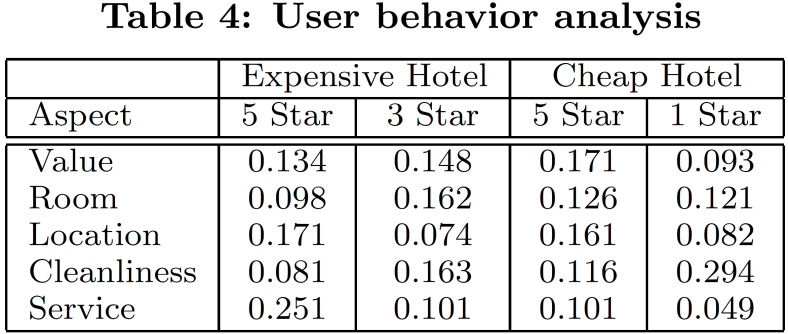 Table 4: User behavior analysis
Expensive Hotel Cheap Hotel
Aspect 5 Star 3 Star 5 Star 1 Star
Value 0.134 0.148 0.171 0.093
Room 0.098 0.162 0.126 0.121
Location 0.171 0.074 0.161 0.082
Cleanliness 0.081 0.163 0.116 0.294
Service 0.251 0.101 0.101 0.049